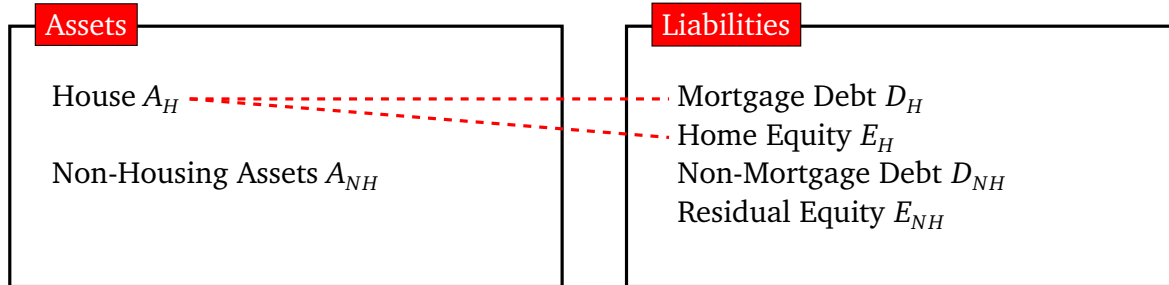 Assets
House A_H
Non-Housing Assets A_NH
Liabilities
Mortgage Debt D_H
Home Equity E_H
Non-Mortgage Debt D_NH
Residual Equity E_NH